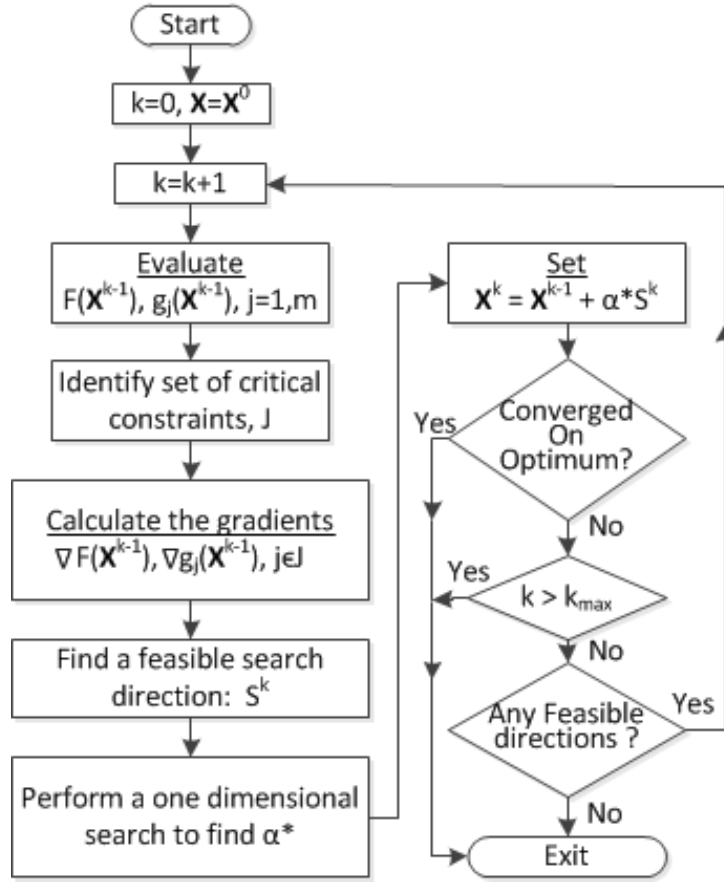 Start
k=0, X=X⁰
k=k+1
Evaluate
F(Xᵏ⁻¹), gⱼ(Xᵏ⁻¹), j=1,m
Identify set of critical
constraints, J
Calculate the gradients
∇F(Xᵏ⁻¹),∇gⱼ(Xᵏ⁻¹), jϵJ
Find a feasible search
direction: Sᵏ
Perform a one dimensional
search to find α*
Set
Xᵏ = Xᵏ⁻¹ + α*Sᵏ
Converged
On
Optimum?
Yes
No
k > kₘₐₓ
Yes
No
Any Feasible
directions ?
Yes
No
Exit